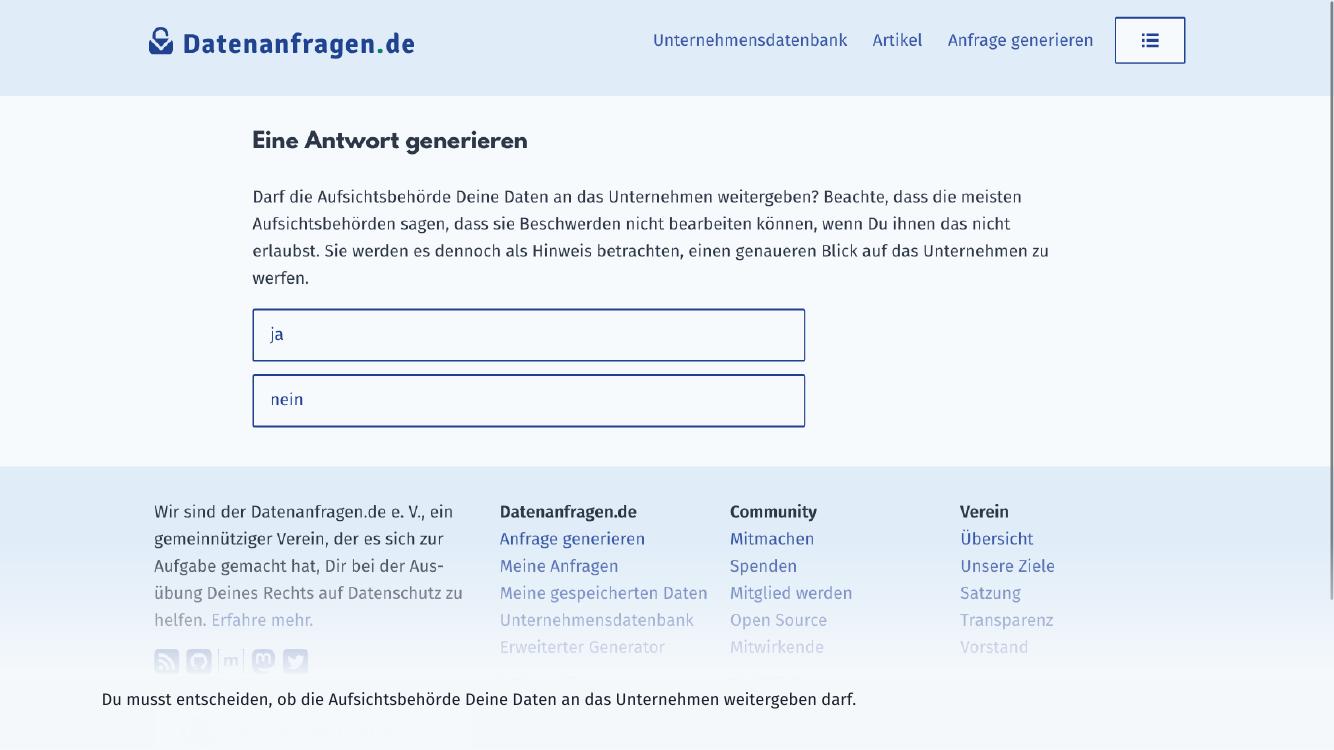 Datenanfragen.de
Unternehmensdatenbank Artikel Anfrage generieren
Eine Antwort generieren
Darf die Aufsichtsbehörde Deine Daten an das Unternehmen weitergeben? Beachte, dass die meisten
Aufsichtsbehörden sagen, dass sie Beschwerden nicht bearbeiten können, wenn Du ihnen das nicht
erlaubst. Sie werden es dennoch als Hinweis betrachten, einen genaueren Blick auf das Unternehmen zu
werfen.
ja
nein
Wir sind der Datenanfragen.de e. V., ein
gemeinnütziger Verein, der es sich zur
Aufgabe gemacht hat, Dir bei der Aus-
übung Deines Rechts auf Datenschutz zu
helfen. Erfahre mehr.
Datenanfragen.de
Anfrage generieren
Meine Anfragen
Meine gespeicherten Daten
Unternehmensdatenbank
Erweiterter Generator
Community
Mitmachen
Spenden
Mitglied werden
Open Source
Mitwirkende
Verein
Übersicht
Unsere Ziele
Satzung
Transparenz
Vorstand
Du musst entscheiden, ob die Aufsichtsbehörde Deine Daten an das Unternehmen weitergeben darf.